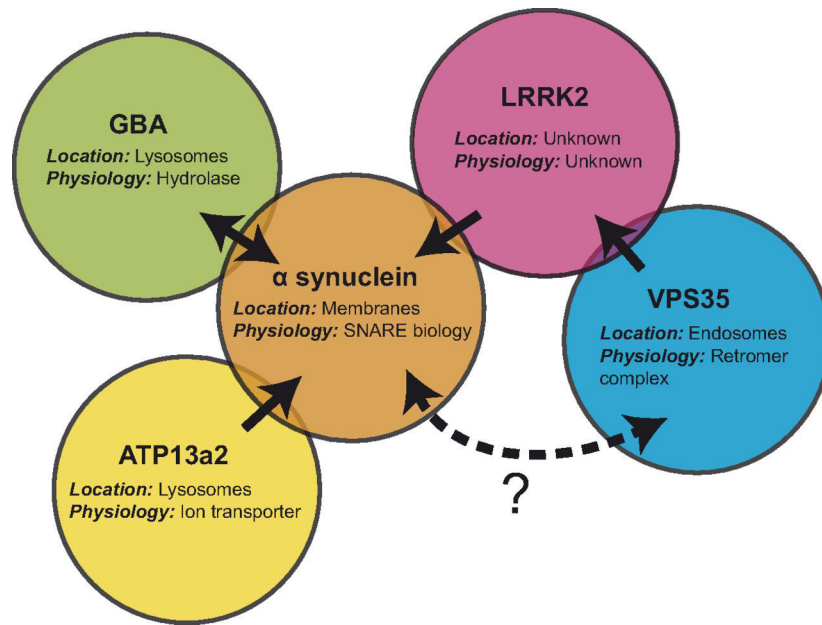 GBA
Location: Lysosomes
Physiology: Hydrolase
LRRK2
Location: Unknown
Physiology: Unknown
α synuclein
Location: Membranes
Physiology: SNARE biology
VPS35
Location: Endosomes
Physiology: Retromer
complex
ATP13a2
Location: Lysosomes
Physiology: Ion transporter
?